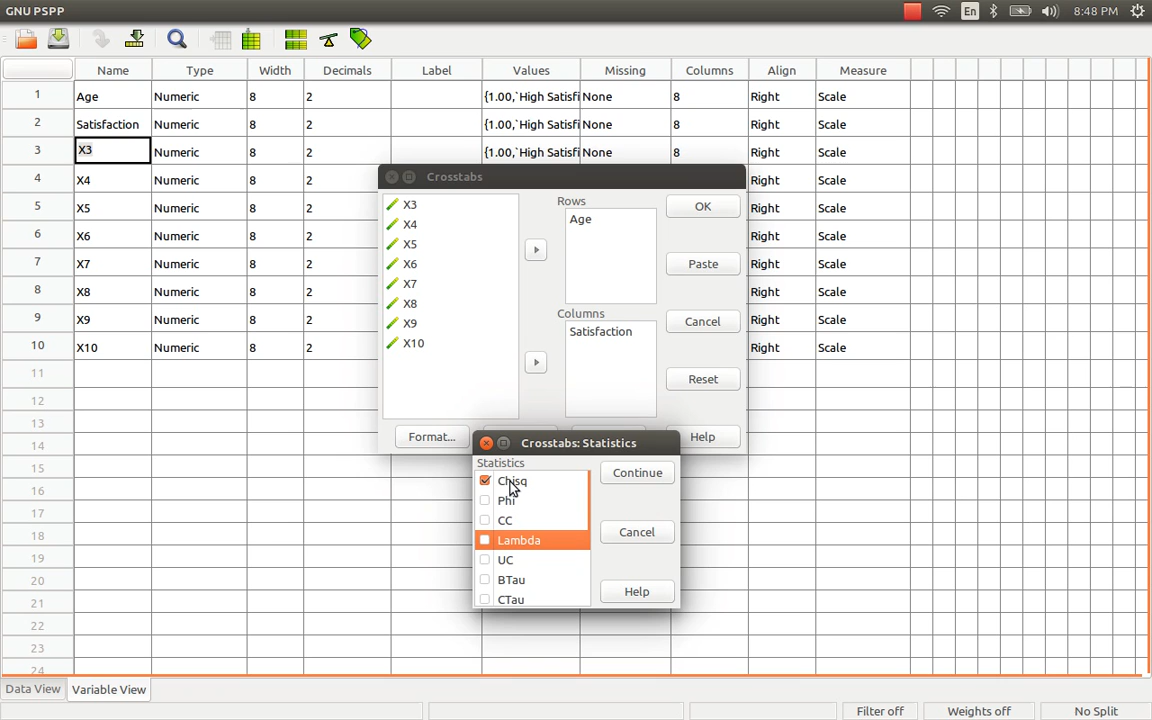 GNU PSPP
En
8:48 PM
Name Type Width Decimals Label Values Missing Columns Align Measure
1 Age Numeric 8 2 {1.00,`High Satisfi None 8 Right Scale
2 Satisfaction Numeric 8 2 {1.00,`High Satisfi None 8 Right Scale
3 X3 Numeric 8 2 {1.00,`High Satisfi None 8 Right Scale
4 X4 Numeric 8 2 Right Scale
5 X5 Numeric 8 2 Right Scale
6 X6 Numeric 8 2 Right Scale
7 X7 Numeric 8 2 Right Scale
8 X8 Numeric 8 2 Right Scale
9 X9 Numeric 8 2 Right Scale
10 X10 Numeric 8 2 Right Scale
11
12
13
14
15
16
17
18
19
20
21
22
23
24
Crosstabs
X3
X4
X5
X6
X7
X8
X9
X10
Rows
Age
Columns
Satisfaction
OK
Paste
Cancel
Reset
Format...
Help
Crosstabs: Statistics
Statistics
Chisq
Phi
CC
Lambda
UC
BTau
CTau
Continue
Cancel
Help
Data View Variable View
Filter off Weights off No Split